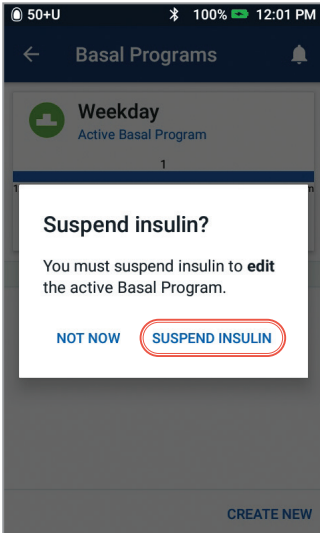 50+U 100% 12:01 PM
Basal Programs
Weekday
Active Basal Program
1
Suspend insulin?
You must suspend insulin to edit
the active Basal Program.
NOT NOW SUSPEND INSULIN
CREATE NEW